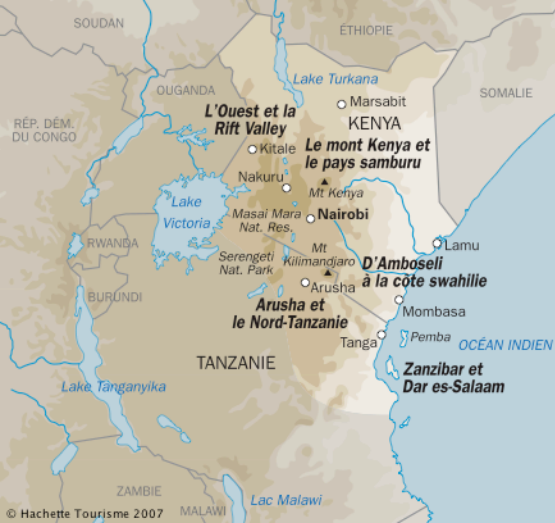 SOUDAN
ÉTHIOPIE
Lake Turkana
OUGANDA
SOMALIE
Marsabit
L'Ouest et la
Rift Valley
KENYA
RÉP. DÉM.
DU CONGO
Kitale
Le mont Kenya et
le pays samburu
Nakuru
Mt Kenya
Lake
Victoria
Masai Mara
Nat. Res.
Nairobi
RWANDA
Lamu
Serengeti
Nat. Park
Mt
Kilimandjaro
D'Amboseli
à la côte swahilie
Arusha
BURUNDI
Arusha et
le Nord-Tanzanie
Mombasa
Tanga
Pemba
OCÉAN INDIEN
TANZANIE
Zanzibar et
Dar es-Salaam
Lake Tanganyika
ZAMBIE
MALAWI
Lac Malawi
© Hachette Tourisme 2007